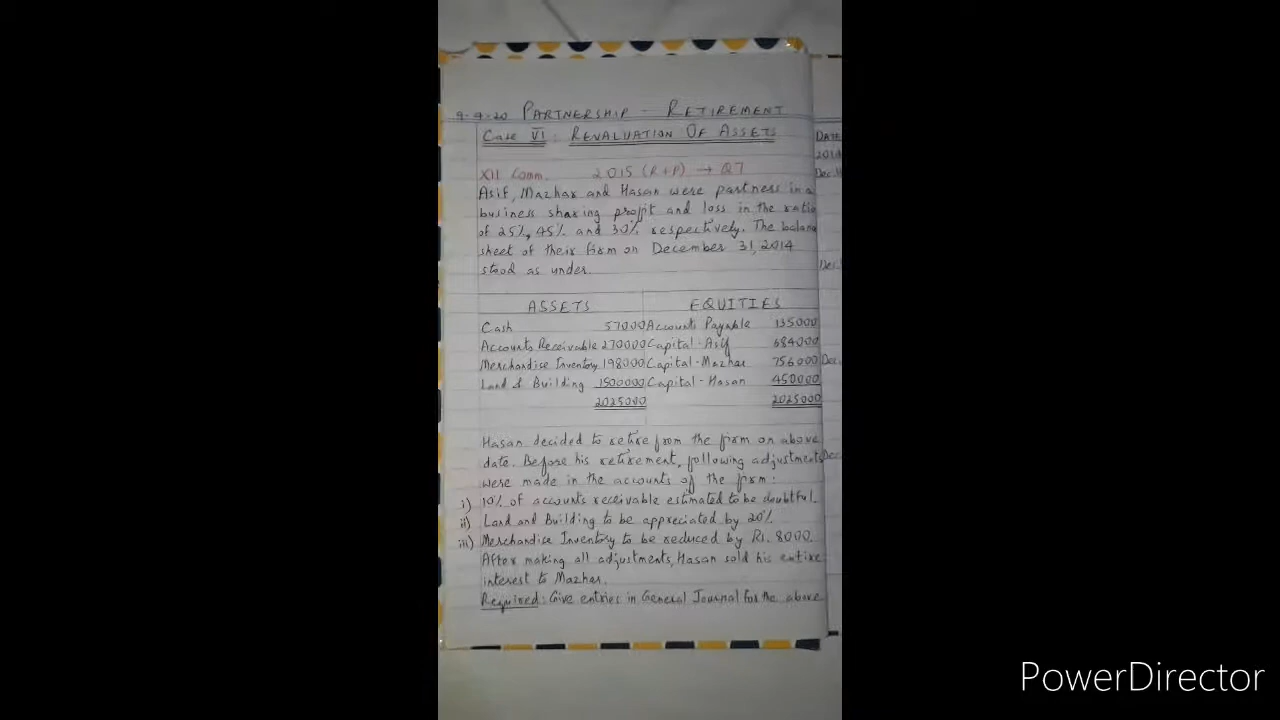 9-9-20 PARTNERSHIP - RETIREMENT
Case VI : REVALUATION OF ASSETS
XII Comm. 2015 (R+P) → Q7
Asif, Mazhar and Hasan were partners in a
business sharing profit and loss in the ratio
of 25%, 45% and 30% respectively. The balance
sheet of their firm on December 31, 2014
stood as under.
ASSETS EQUITIES
Cash 57000 Accounts Payable 135000
Accounts Receivable 270000 Capital-Asif 684000
Merchandise Inventory 198000 Capital-Mazhar 756000
Land & Building 1500000 Capital-Hasan 450000
2025000 2025000
Hasan decided to retire from the firm on above
date. Before his retirement, following adjustments
were made in the accounts of the firm:
i) 10% of accounts receivable estimated to be doubtful.
ii) Land and Building to be appreciated by 20%.
iii) Merchandise Inventory to be reduced by Rs. 8000.
After making all adjustments, Hasan sold his entire
interest to Mazhar.
Required: Give entries in General Journal for the above
DATE
2014
PowerDirector